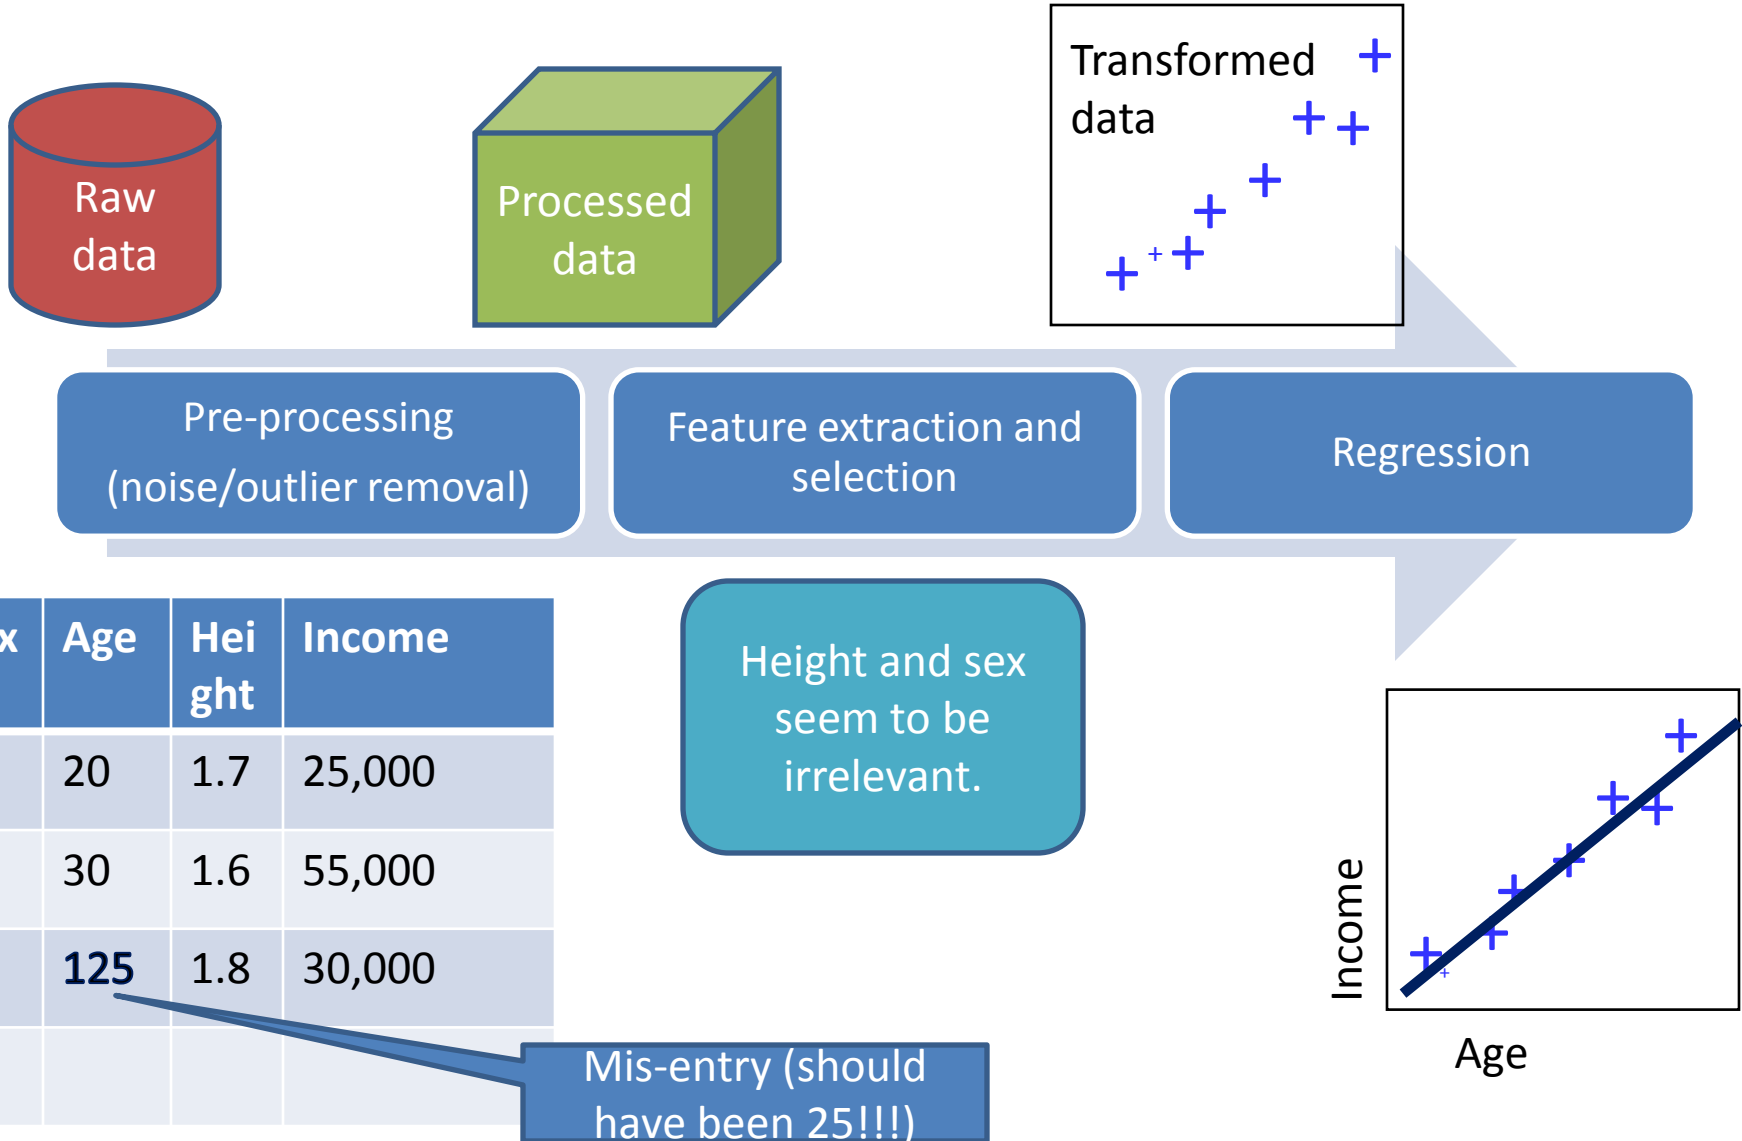 Transformed
data
Raw
data
Processed
data
Pre-processing
(noise/outlier removal)
Feature extraction and
selection
Regression
x Age Hei Income
ght
20 1.7 25,000
30 1.6 55,000
125 1.8 30,000
Height and sex
seem to be
irrelevant.
Mis-entry (should
have been 25!!!)
Income
Age